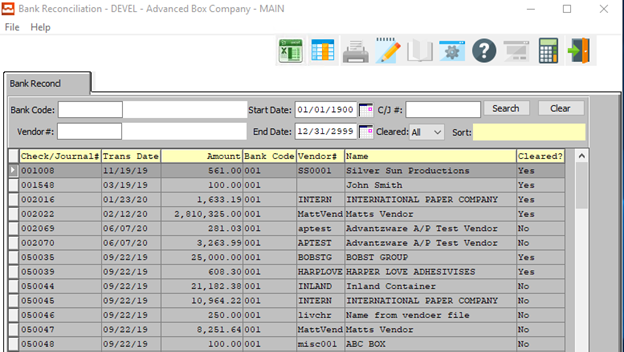 Bank Reconciliation - DEVEL - Advanced Box Company - MAIN
File Help
Bank Recond
Bank Code: Start Date: 01/01/1900 C/J #: Search Clear
Vendor#: End Date: 12/31/2999 Cleared: All Sort:
Check/Journal# Trans Date Amount Bank Code Vendor# Name Cleared?
001008 11/19/19 561.00 001 SS0001 Silver Sun Productions Yes
001548 03/19/19 100.00 001 John Smith Yes
002016 01/23/20 1,633.19 001 INTERN INTERNATIONAL PAPER COMPANY Yes
002022 02/12/20 2,810,325.00 001 MattVend Matts Vendor Yes
002069 06/07/20 281.03 001 aptest Advantzware A/P Test Vendor No
002070 06/07/20 3,263.99 001 APTEST Advantzware A/P Test Vendor No
050035 09/22/19 25,000.00 001 BOBSTG BOBST GROUP Yes
050039 09/22/19 608.30 001 HARPLOVE HARPER LOVE ADHESIVISES Yes
050044 09/22/19 21,182.38 001 INLAND Inland Container No
050045 09/22/19 10,964.22 001 INTERN INTERNATIONAL PAPER COMPANY No
050046 09/22/19 250.00 001 livchr Name from vendoer file No
050047 09/22/19 8,251.64 001 MattVend Matts Vendor No
050048 09/22/19 100.00 001 misc001 ABC BOX No